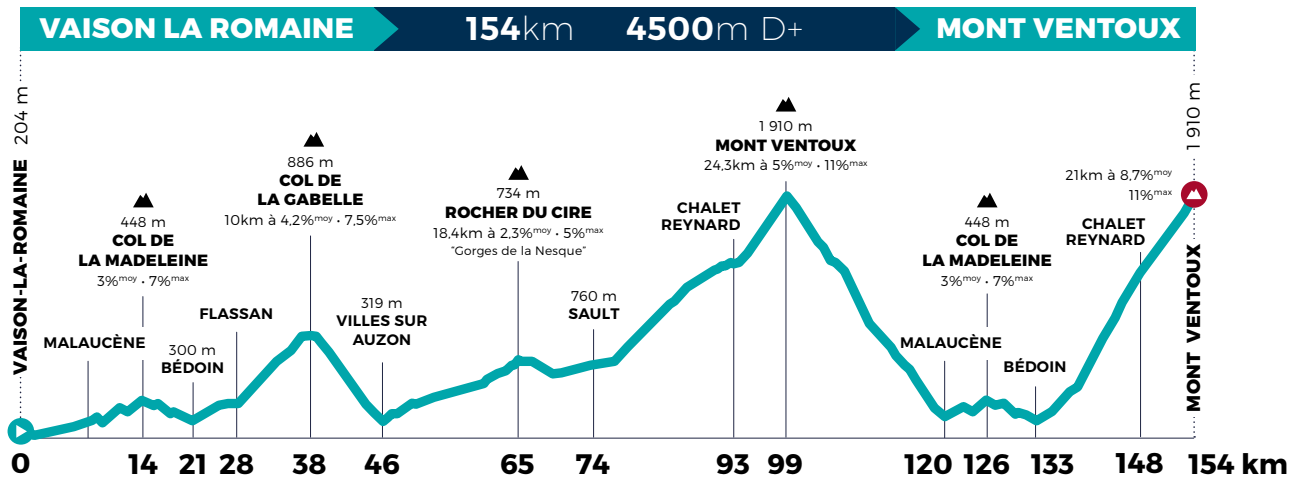 VAISON LA ROMAINE
154km 4500m D+
MONT VENTOUX
VAISON-LA-ROMAINE 204 m
MALAUCÈNE
448 m
COL DE
LA MADELEINE
3%moy • 7%max
300 m
BÉDOIN
FLASSAN
886 m
COL DE
LA GABELLE
10km à 4,2%moy • 7,5%max
319 m
VILLES SUR
AUZON
734 m
ROCHER DU CIRE
18,4km à 2,3%moy • 5%max
"Gorges de la Nesque"
760 m
SAULT
CHALET
REYNARD
1 910 m
MONT VENTOUX
24,3km à 5%moy • 11%max
MALAUCÈNE
448 m
COL DE
LA MADELEINE
3%moy • 7%max
BÉDOIN
21km à 8,7%moy
11%max
CHALET
REYNARD
MONT VENTOUX 1 910 m
0 14 21 28 38 46 65 74 93 99 120 126 133 148 154 km